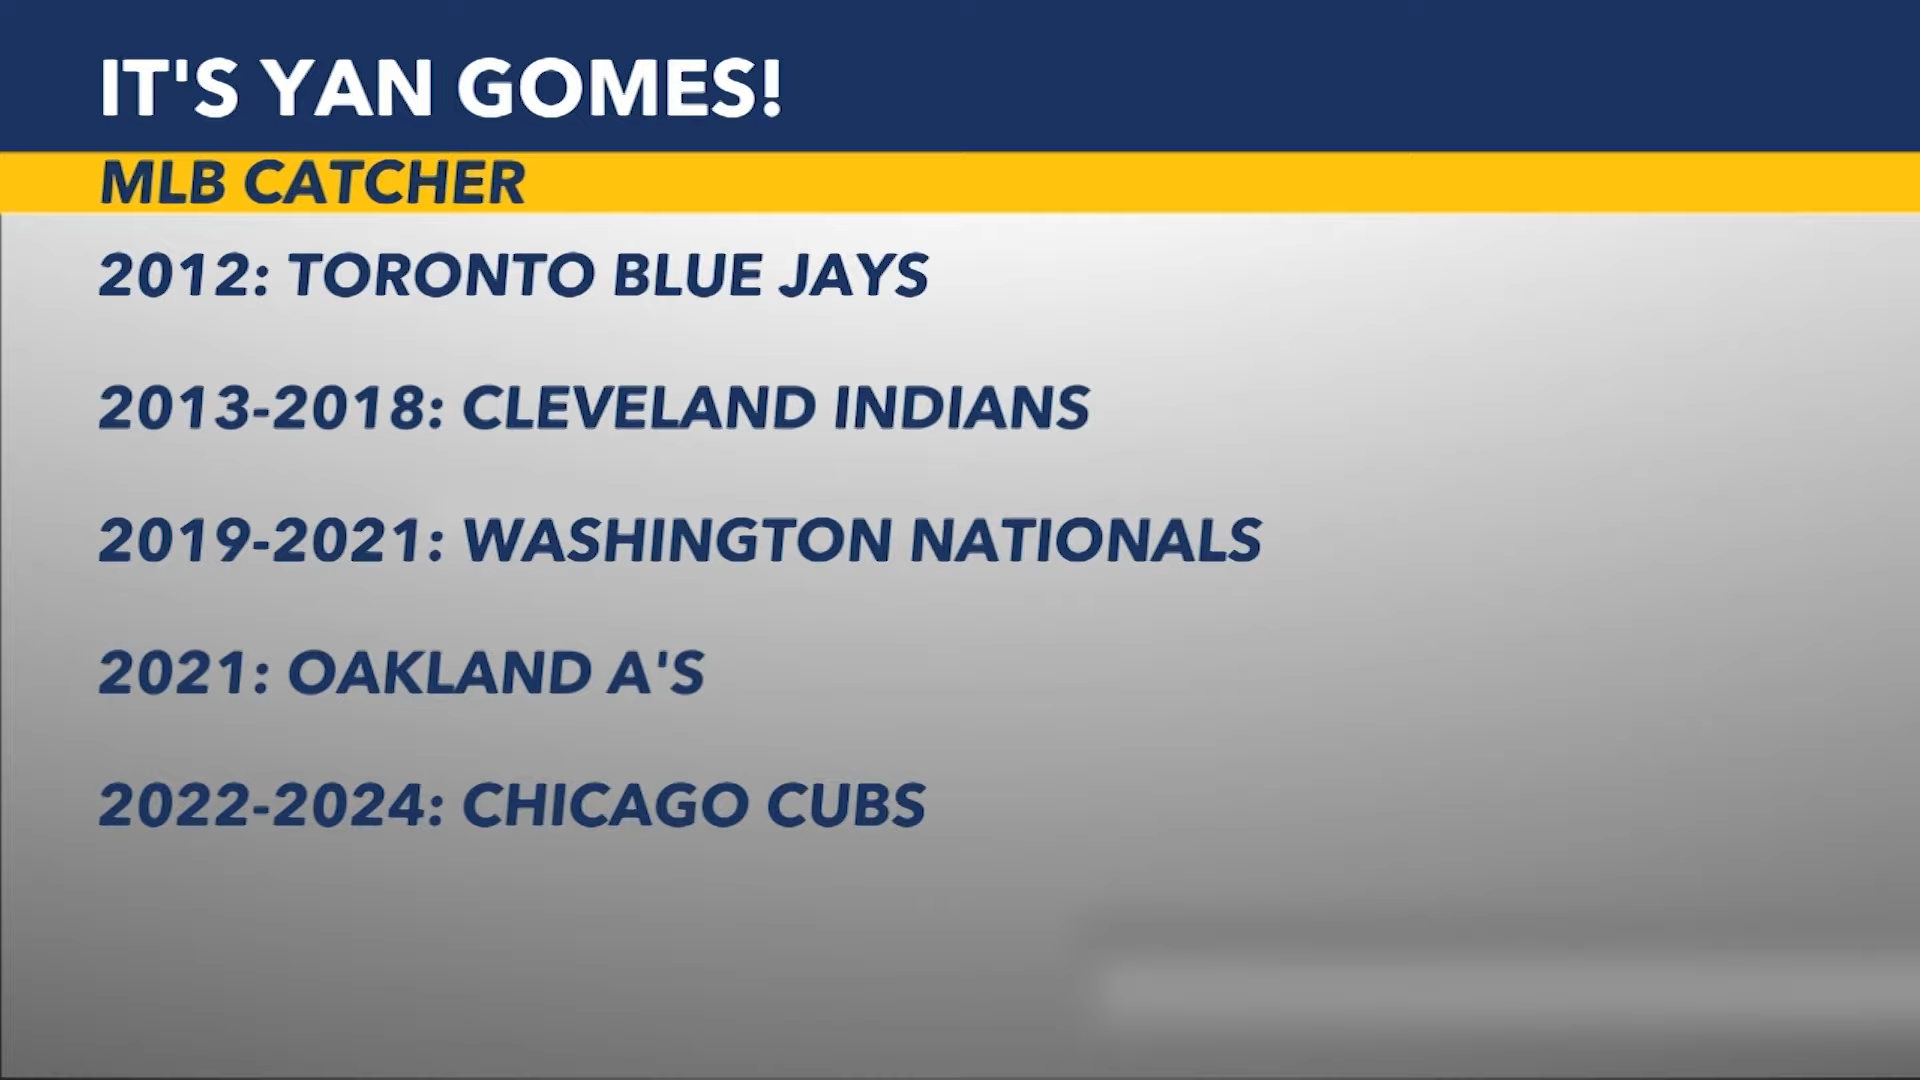 IT'S YAN GOMES!
MLB CATCHER
2012: TORONTO BLUE JAYS
2013-2018: CLEVELAND INDIANS
2019-2021: WASHINGTON NATIONALS
2021: OAKLAND A'S
2022-2024: CHICAGO CUBS